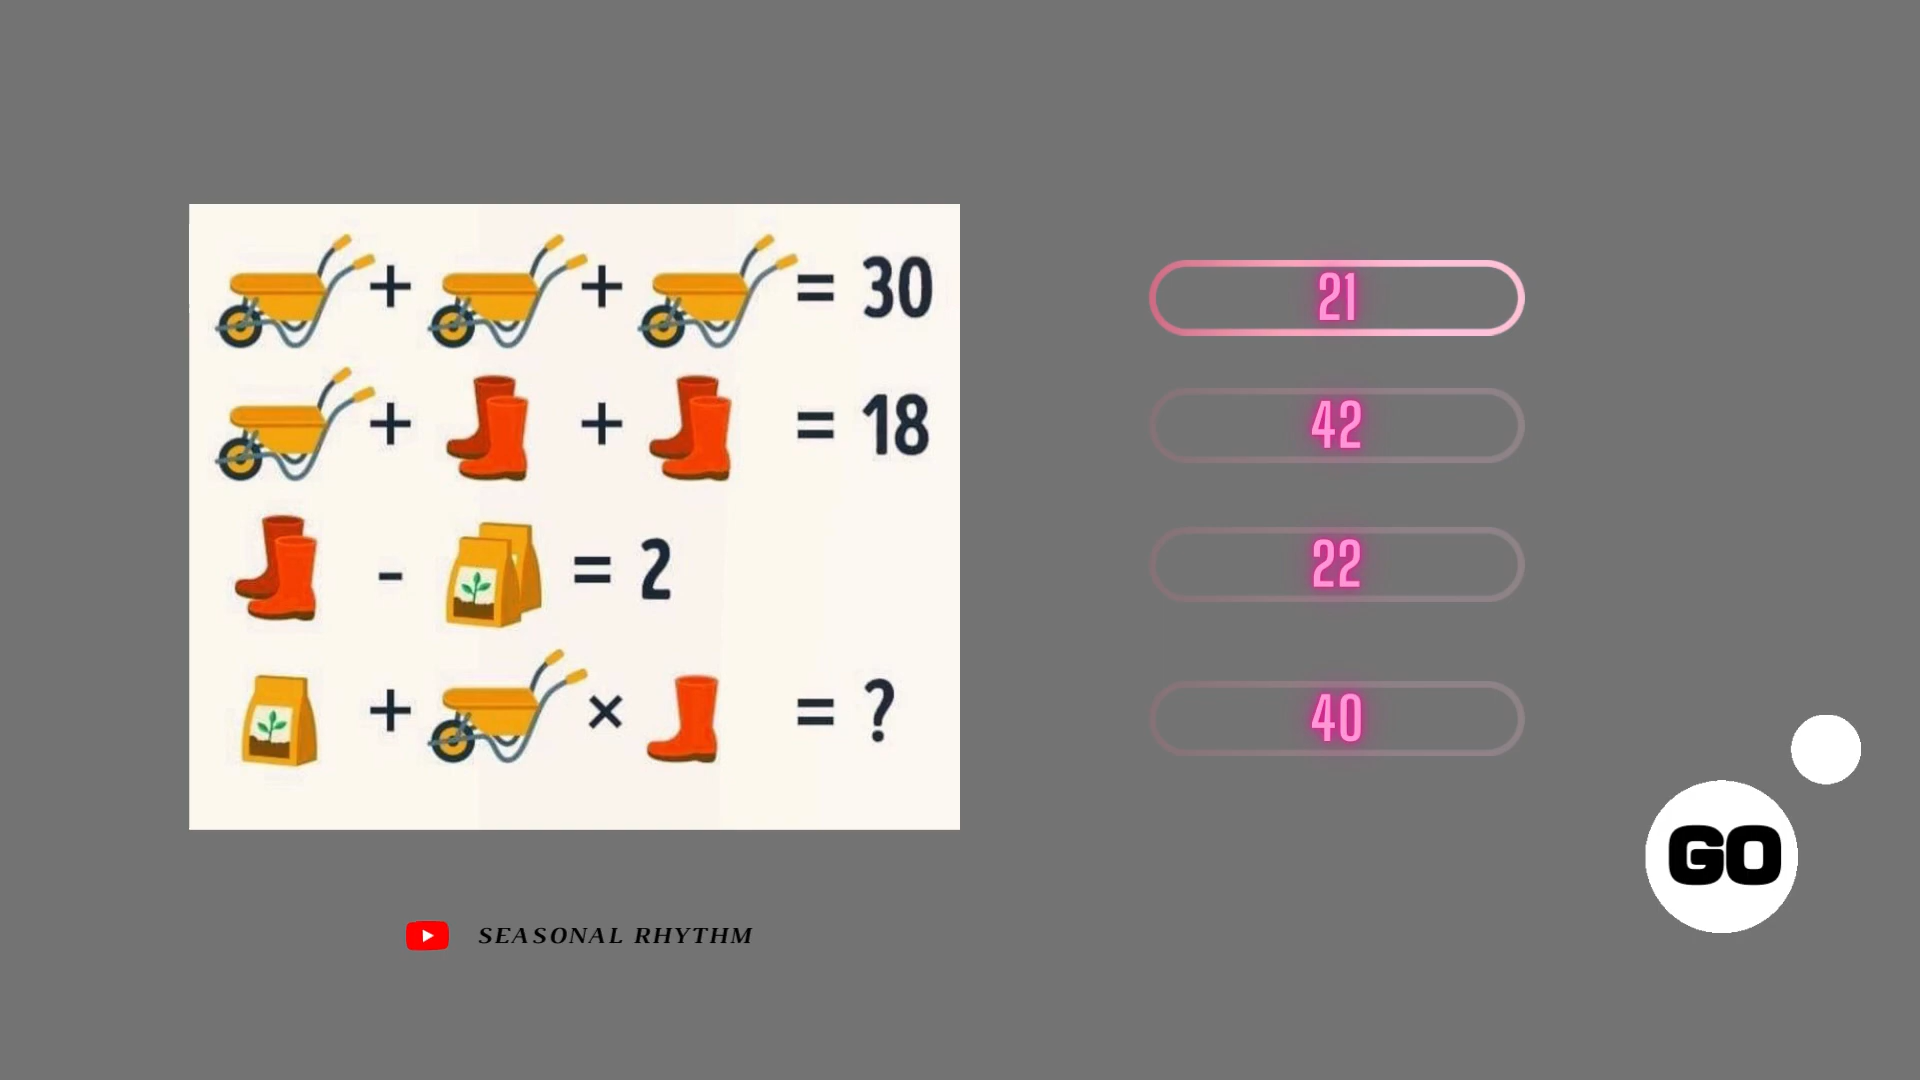 + + = 30
+ + = 18
- = 2
+ × = ?
21
42
22
40
GO
SEASONAL RHYTHM